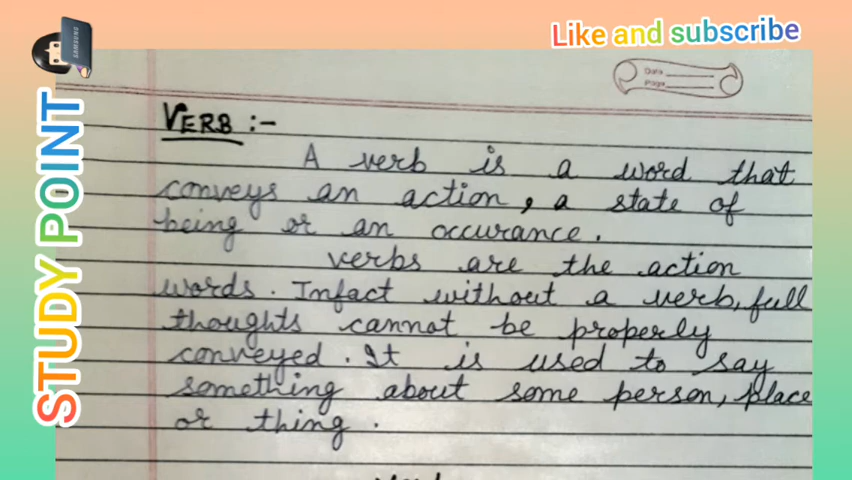 Like and subscribe
SAMSUNG
STUDY POINT
Date
Page
VERB :-
A verb is a word that
conveys an action, a state of
being or an occurance.
verbs are the action
words. Infact without a verb, full
thoughts cannot be properly
conveyed. It is used to say
something about some person, place
or thing.